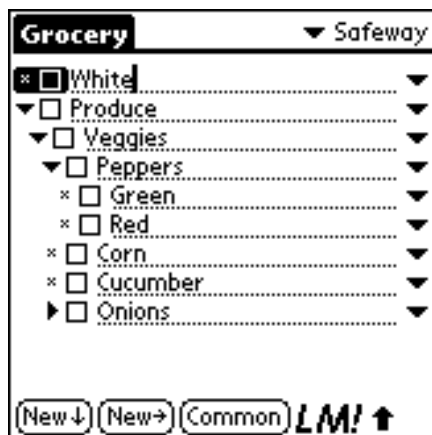 Grocery Safeway
White
Produce
Veggies
Peppers
Green
Red
Corn
Cucumber
Onions
New↓ New→ Common LM!